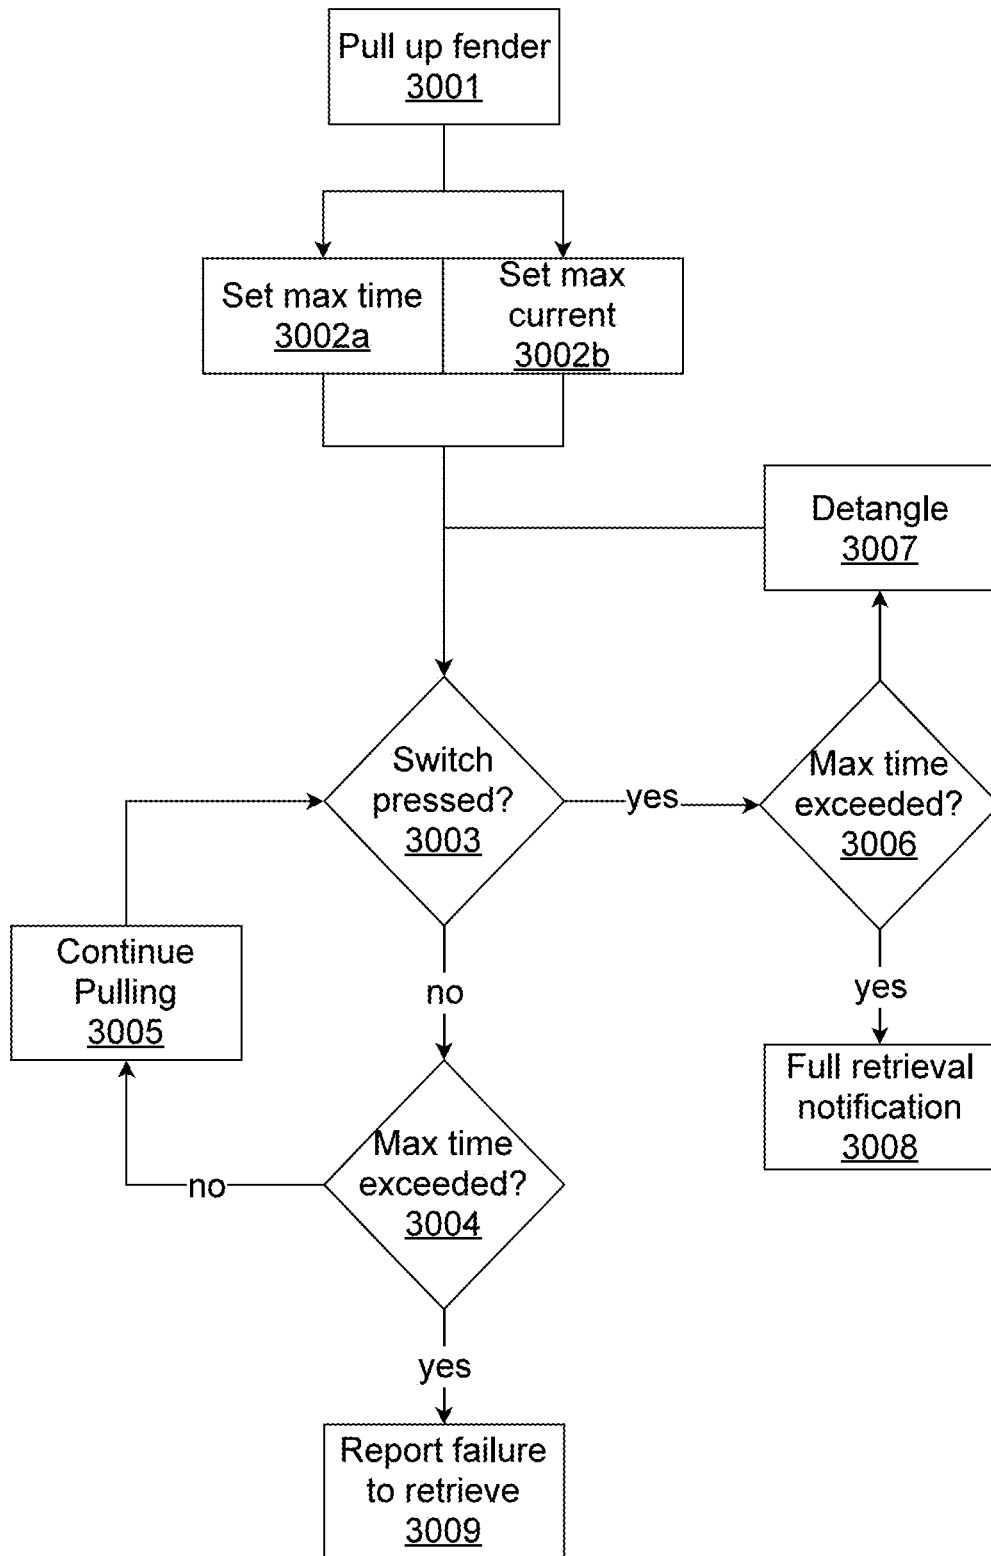 Pull up fender
3001
Set max time
3002a
Set max
current
3002b
Detangle
3007
Switch
pressed?
3003
yes
Max time
exceeded?
3006
Continue
Pulling
3005
no
yes
Full retrieval
notification
3008
Max time
exceeded?
3004
no
yes
Report failure
to retrieve
3009